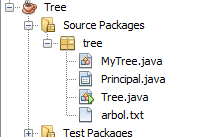 Tree
Source Packages
tree
MyTree.java
Principal.java
Tree.java
arbol.txt
Test Packages